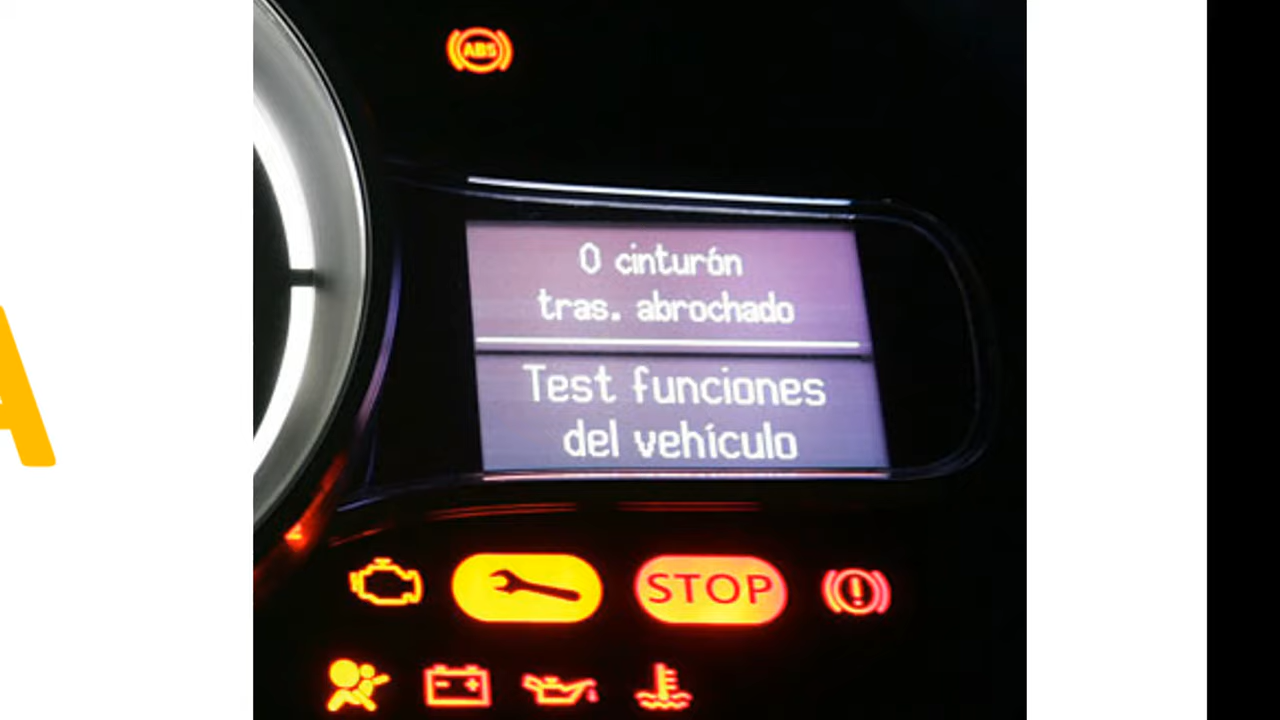 ABS
0 cinturón
tras. abrochado
Test funciones
del vehículo
STOP
A